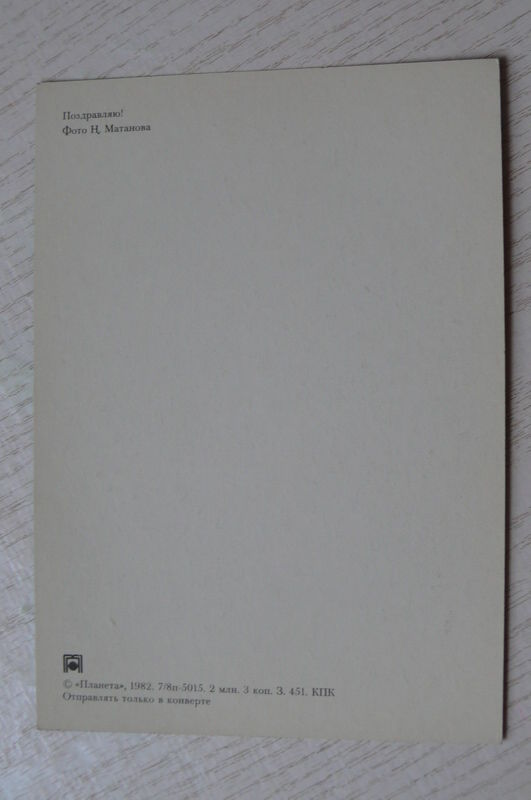 Поздравляю!
Фото Н. Матанова
© «Планета», 1982. 7/8п-5015. 2 млн. 3 коп. З. 451. КПК
Отправлять только в конверте